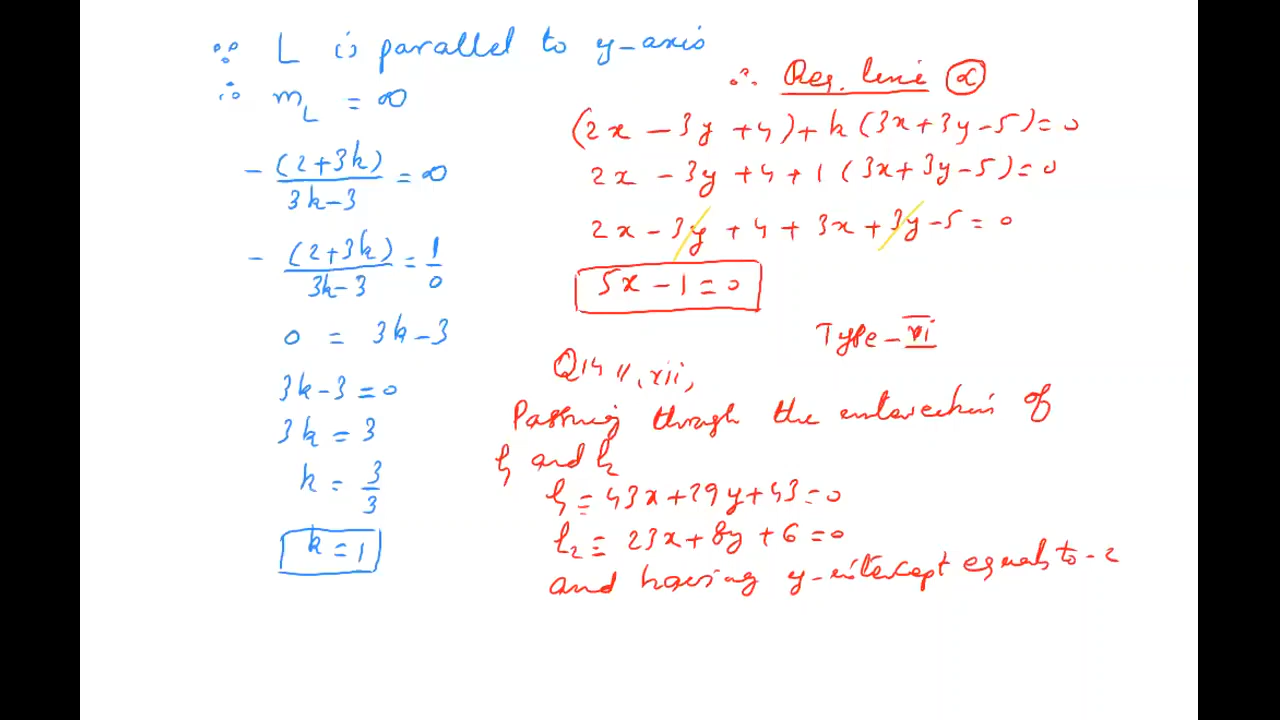 ∵ L is parallel to y-axis
∴ m_L = ∞
- (2+3k) / (3k-3) = ∞
- (2+3k) / (3k-3) = 1/0
0 = 3k-3
3k-3=0
3k = 3
k = 3/3
k = 1
∴ Req. line ∝
(2x - 3y + 4) + k (3x + 3y - 5) = 0
2x - 3y + 4 + 1 (3x + 3y - 5) = 0
2x - 3y + 4 + 3x + 3y - 5 = 0
5x - 1 = 0
Type - VI
Q14 ,, xii,
Passing through the intersection of
l₁ and l₂
l₁ = 43x + 29y + 43 = 0
l₂ = 23x + 8y + 6 = 0
and having y-intercept equals to - 2